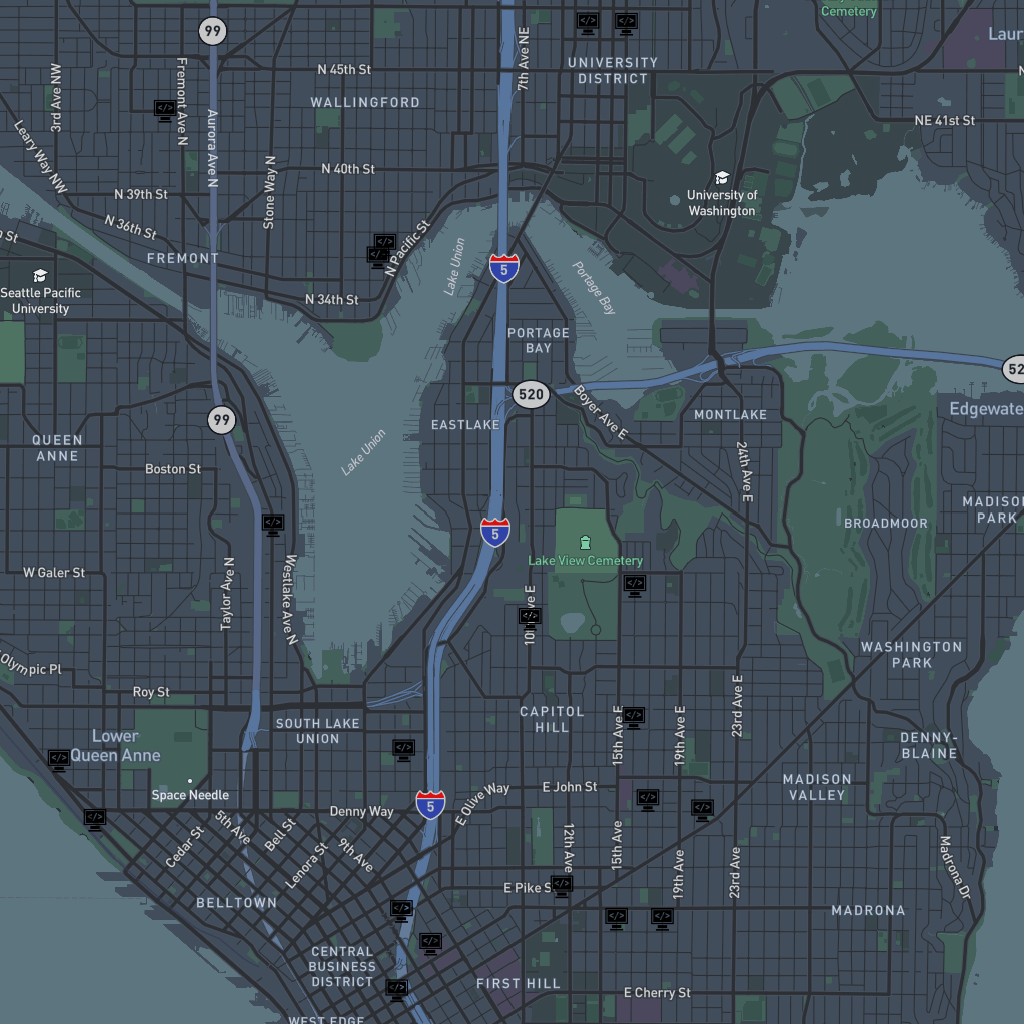 Cemetery
99
7th Ave NE
Laur
UNIVERSITY
DISTRICT
N 45th St
3rd Ave NW
Fremont Ave N
WALLINGFORD
Aurora Ave N
NE 41st St
Leary Way NW
Stone Way N
N 40th St
N 39th St
University of
Washington
N 36th St
N Pacific St
Lake Union
FREMONT
5
Portage Bay
Seattle Pacific
University
N 34th St
PORTAGE
BAY
520
52
99
Boyer Ave E
MONTLAKE
Edgewate
EASTLAKE
QUEEN
ANNE
Lake Union
Boston St
24th Ave E
MADISON
PARK
BROADMOOR
5
Lake View Cemetery
W Galer St
Taylor Ave N
Westlake Ave N
WASHINGTON
PARK
Olympic Pl
Roy St
CAPITOL
HILL
15th Ave E
19th Ave E
23rd Ave E
SOUTH LAKE
UNION
Lower
Queen Anne
DENNY-
BLAINE
MADISON
VALLEY
E John St
Space Needle
5
E Olive Way
Denny Way
5th Ave
Bell St
Cedar St
9th Ave
Lenora St
12th Ave
15th Ave
19th Ave
23rd Ave
Madrona Dr
E Pike S
BELLTOWN
MADRONA
CENTRAL
BUSINESS
DISTRICT
FIRST HILL
E Cherry St
WEST EDGE